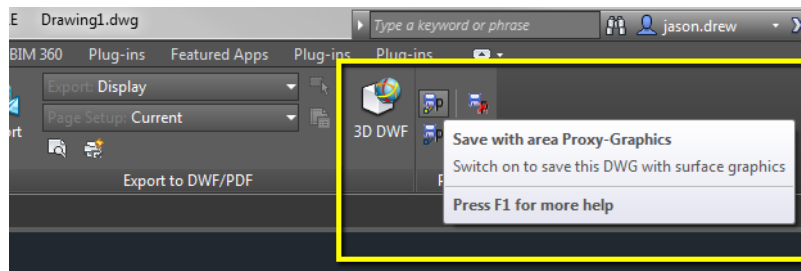 E Drawing1.dwg
Type a keyword or phrase
jason.drew
BIM 360 Plug-ins Featured Apps Plug-ins Plug-ins
Export: Display
Page Setup: Current
rt
3D DWF
Export to DWF/PDF
P
Save with area Proxy-Graphics
Switch on to save this DWG with surface graphics
Press F1 for more help